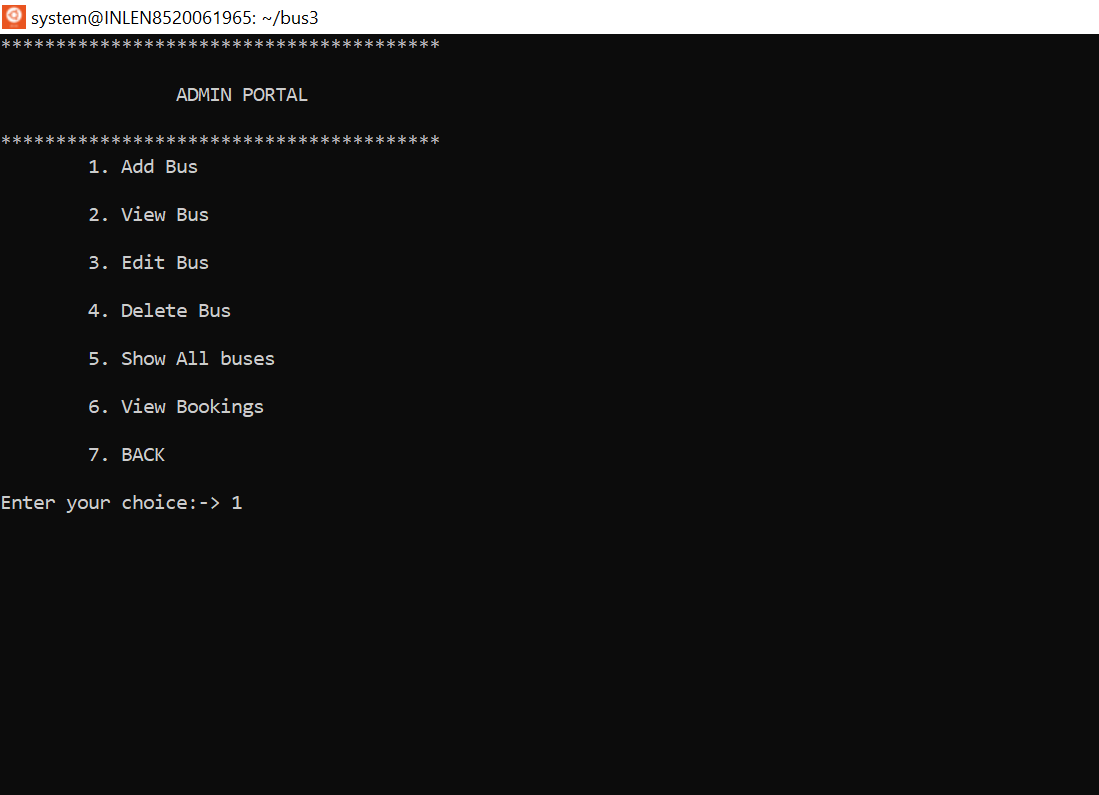 system@INLEN8520061965: ~/bus3
****************************************
ADMIN PORTAL
****************************************
1. Add Bus
2. View Bus
3. Edit Bus
4. Delete Bus
5. Show All buses
6. View Bookings
7. BACK
Enter your choice:-> 1